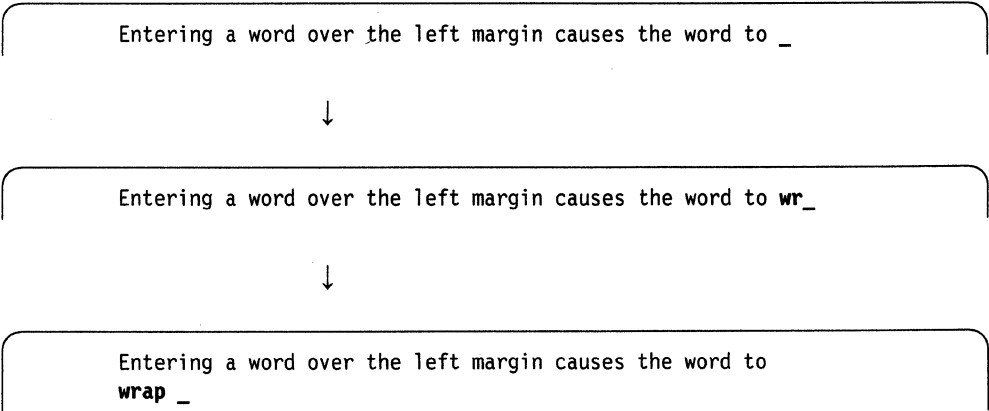 Entering a word over the left margin causes the word to _
↓
Entering a word over the left margin causes the word to wr_
↓
Entering a word over the left margin causes the word to
wrap _